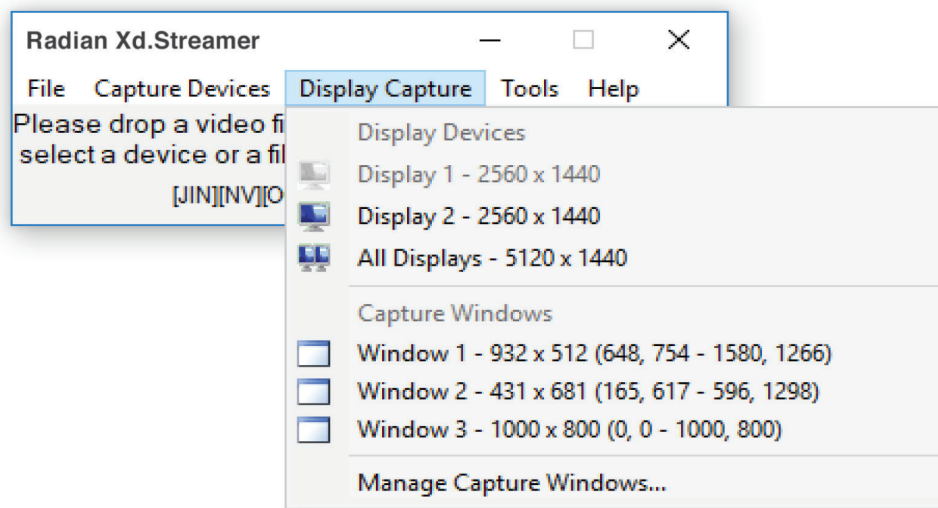 Radian Xd.Streamer
File Capture Devices Display Capture Tools Help
Please drop a video fi
select a device or a fil
[JIN][NV][O
Display Devices
Display 1 - 2560 x 1440
Display 2 - 2560 x 1440
All Displays - 5120 x 1440
Capture Windows
Window 1 - 932 x 512 (648, 754 - 1580, 1266)
Window 2 - 431 x 681 (165, 617 - 596, 1298)
Window 3 - 1000 x 800 (0, 0 - 1000, 800)
Manage Capture Windows...